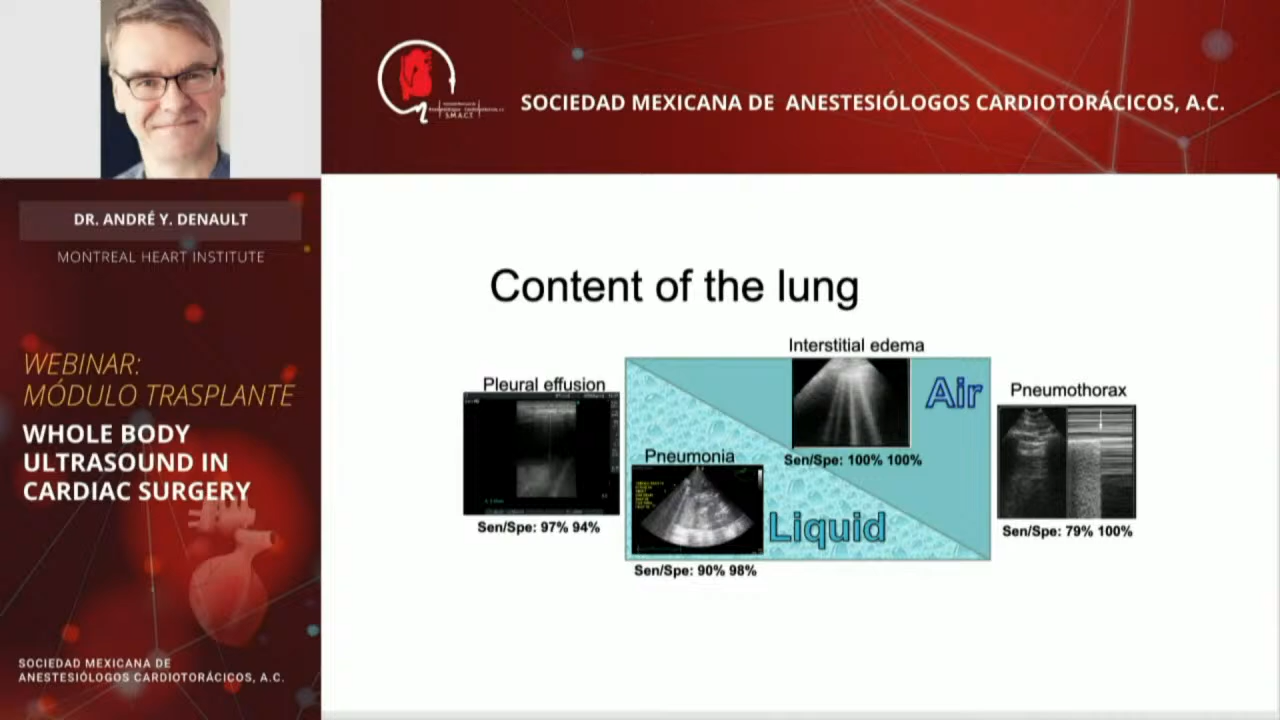 SOCIEDAD MEXICANA DE ANESTESIÓLOGOS CARDIOTORÁCICOS, A.C.
S.M.A.C.T.
DR. ANDRÉ Y. DENAULT
MONTREAL HEART INSTITUTE
WEBINAR:
MÓDULO TRASPLANTE
WHOLE BODY
ULTRASOUND IN
CARDIAC SURGERY
SOCIEDAD MEXICANA DE
ANESTESIÓLOGOS CARDIOTORÁCICOS, A.C.
Content of the lung
Pleural effusion
Sen/Spe: 97% 94%
Pneumonia
Sen/Spe: 90% 98%
Liquid
Interstitial edema
Sen/Spe: 100% 100%
Air
Pneumothorax
Sen/Spe: 79% 100%